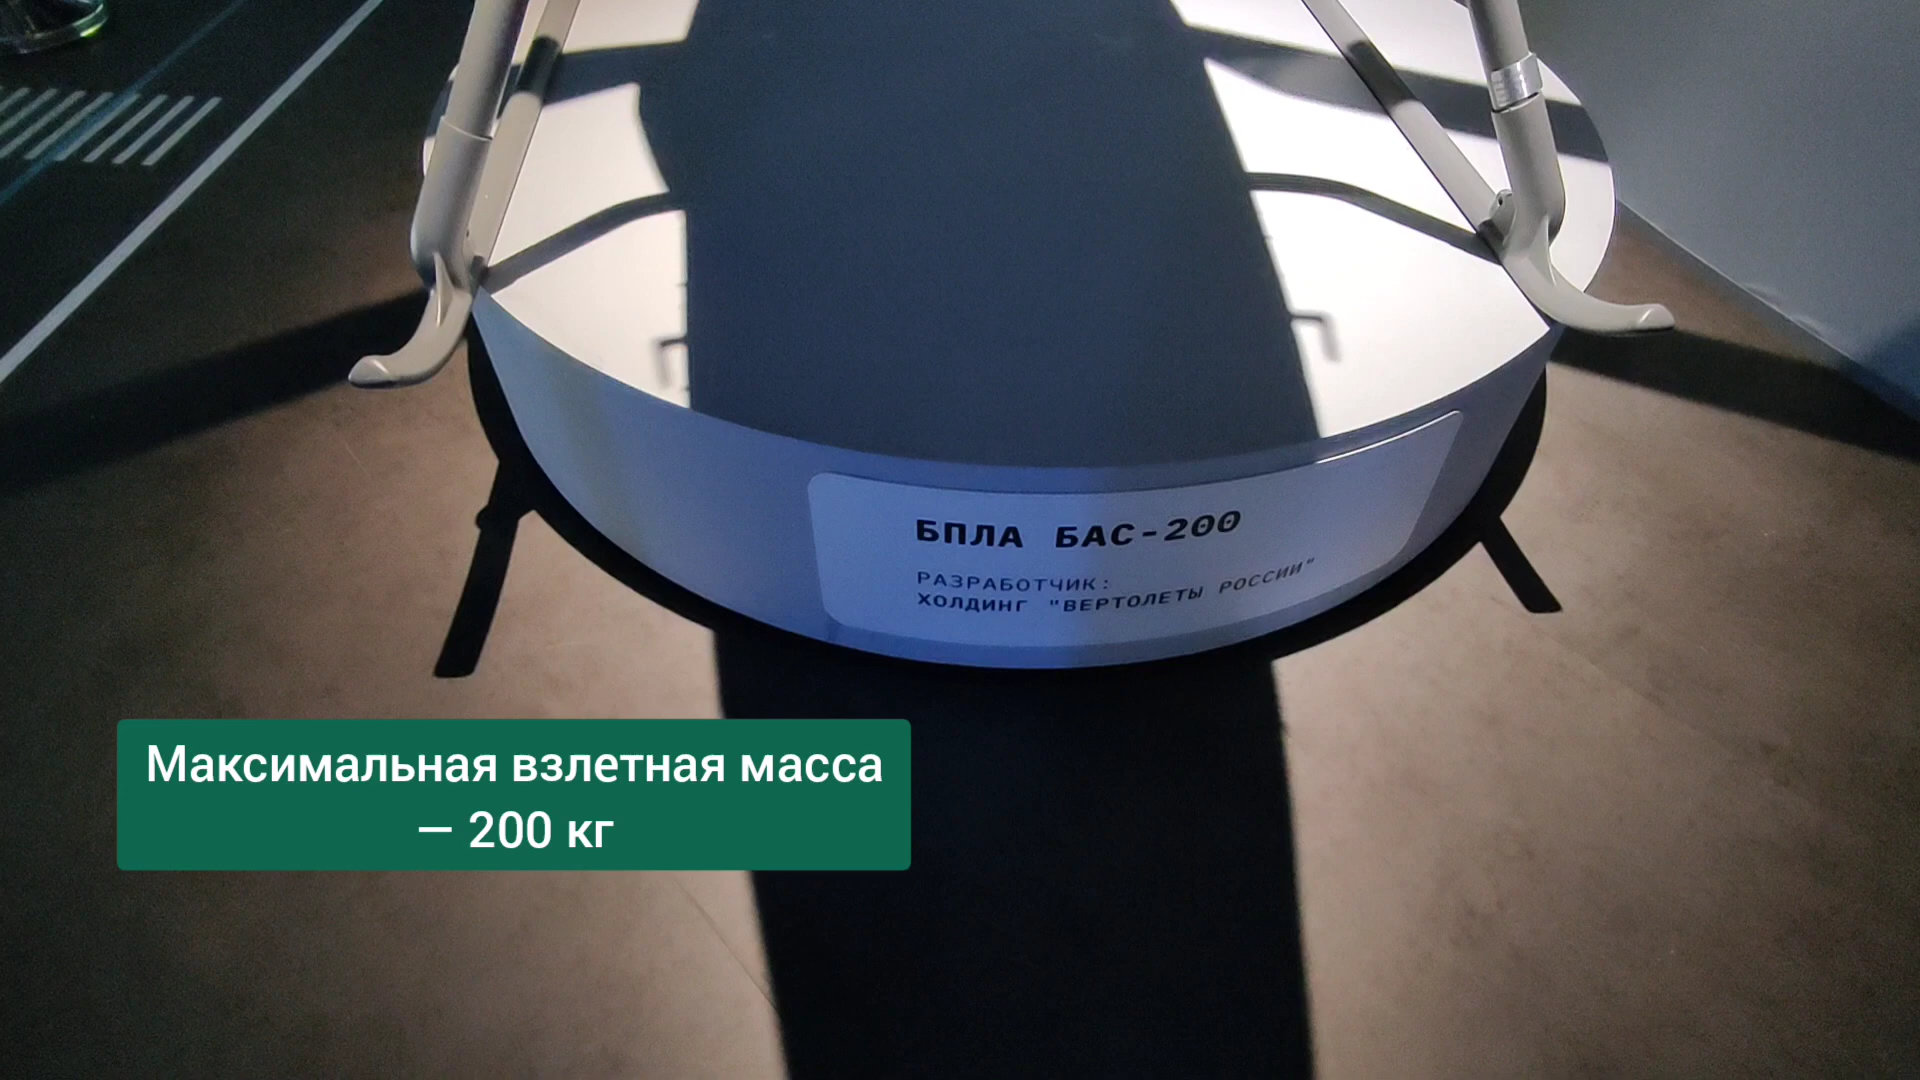 БПЛА БАС-200
РАЗРАБОТЧИК:
ХОЛДИНГ "ВЕРТОЛЕТЫ РОССИИ"
Максимальная взлетная масса
— 200 кг